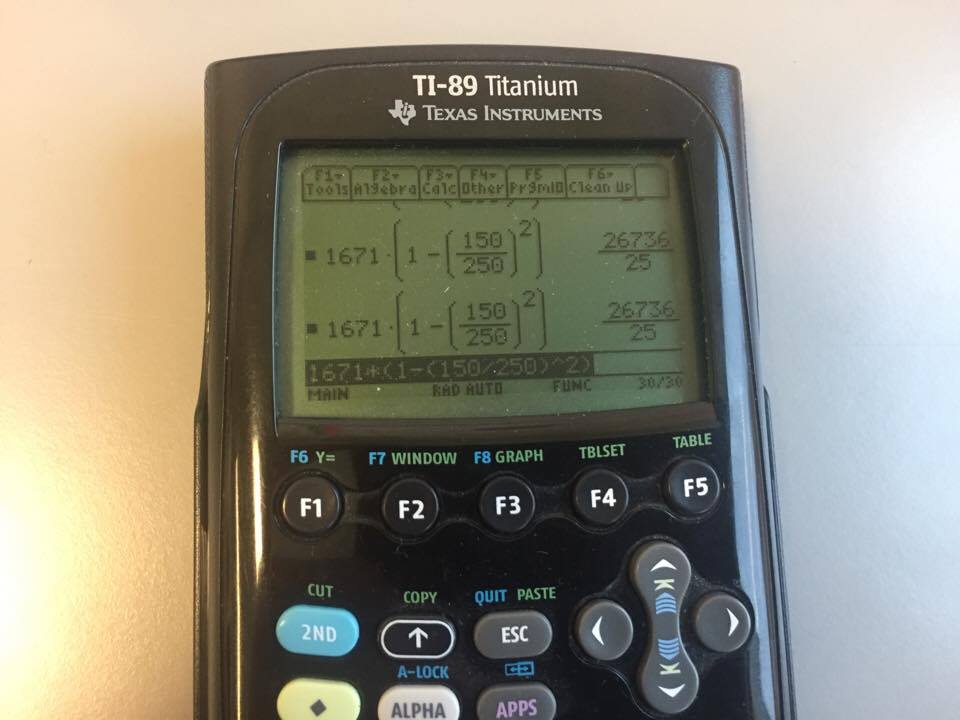 TI-89 Titanium
TEXAS INSTRUMENTS
F1 F2 F3 F4 F5 F6
Tools Algebra Calc Other PrgmIO Clean Up
1671·(1-(150/250)^2) 26736/25
1671·(1-(150/250)^2) 26736/25
1671*(1-(150/250)^2)
MAIN RAD AUTO FUNC 30/30
F6 Y= F7 WINDOW F8 GRAPH TBLSET TABLE
F1 F2 F3 F4 F5
CUT COPY QUIT PASTE
2ND ↑ ESC
A-LOCK
ALPHA APPS
K
K